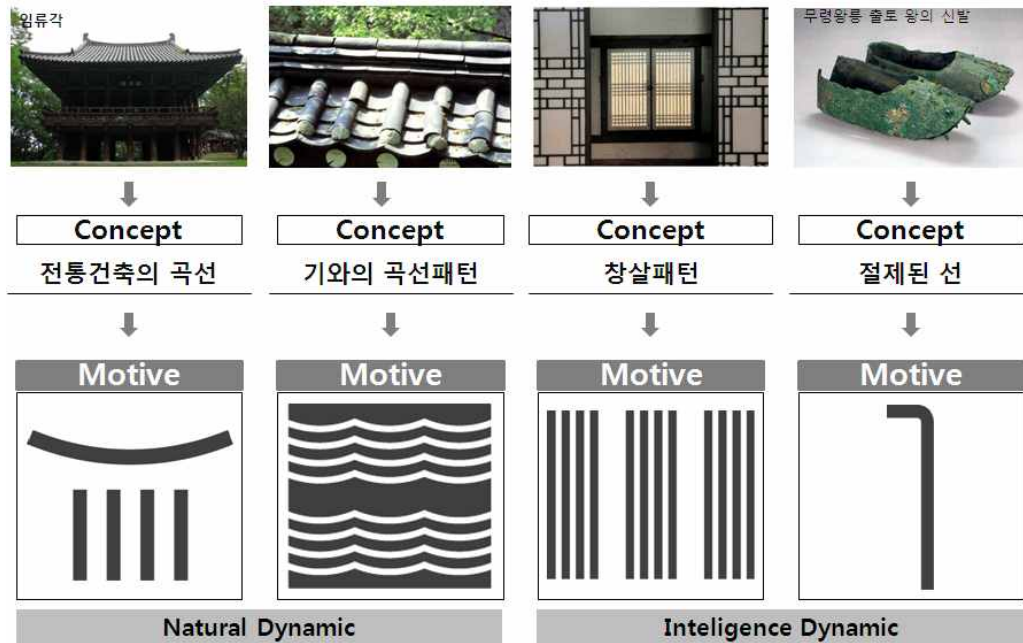 임류각
무령왕릉 출토 왕의 신발
Concept
Concept
Concept
Concept
전통건축의 곡선
기와의 곡선패턴
창살패턴
절제된 선
Motive
Motive
Motive
Motive
Natural Dynamic
Inteligence Dynamic